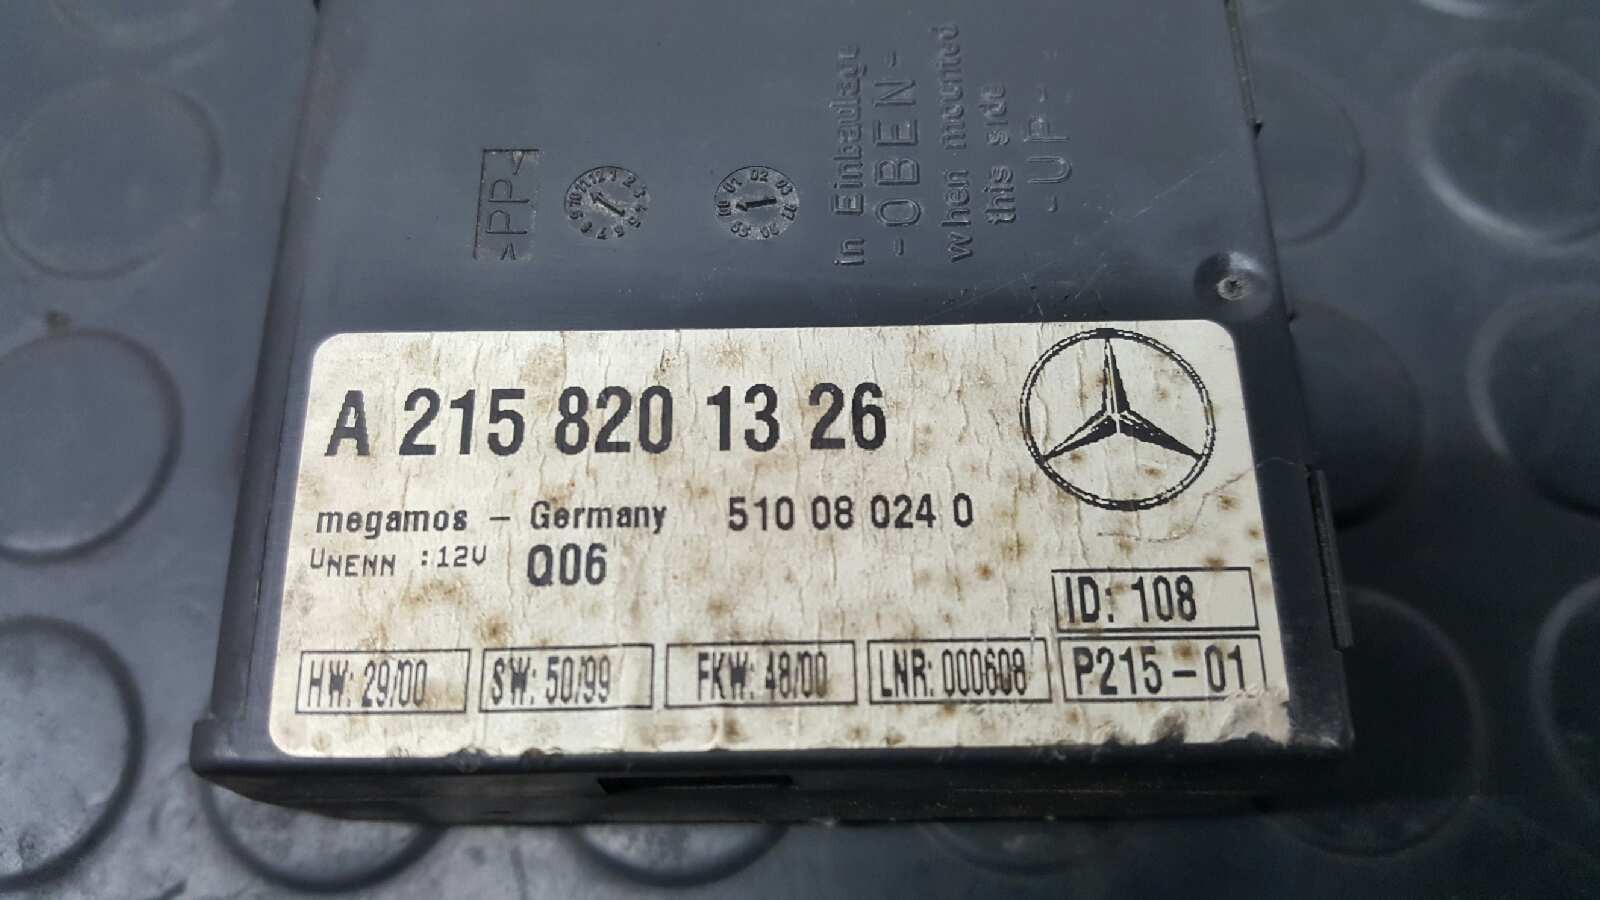 in Einbaulage
-OBEN-
when mounted
this side
-UP-
>PP<
A 215 820 13 26
megamos - Germany 510 08 024 0
UNENN :12V Q06
ID: 108
HW: 29/00 SW: 50/99 FKW: 48/00 LNR: 000608 P215-01